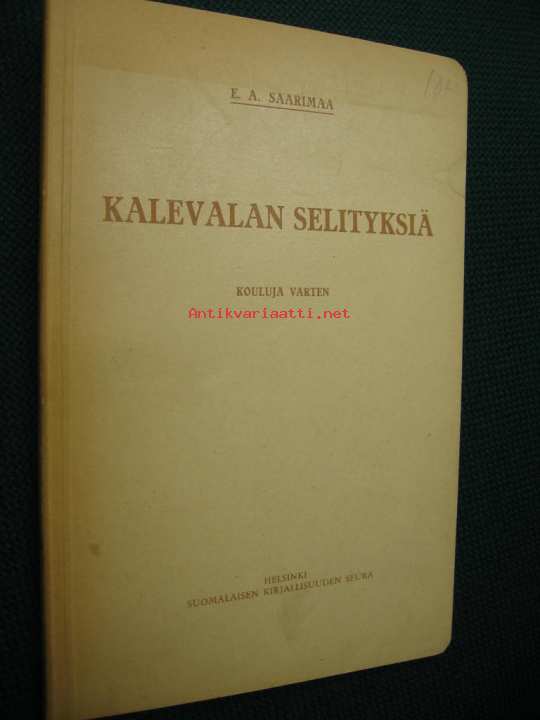 E. A. SAARIMAA
KALEVALAN SELITYKSIÄ
KOULUJA VARTEN
Antikvariaatti.net
HELSINKI
SUOMALAISEN KIRJALLISUUDEN SEURA